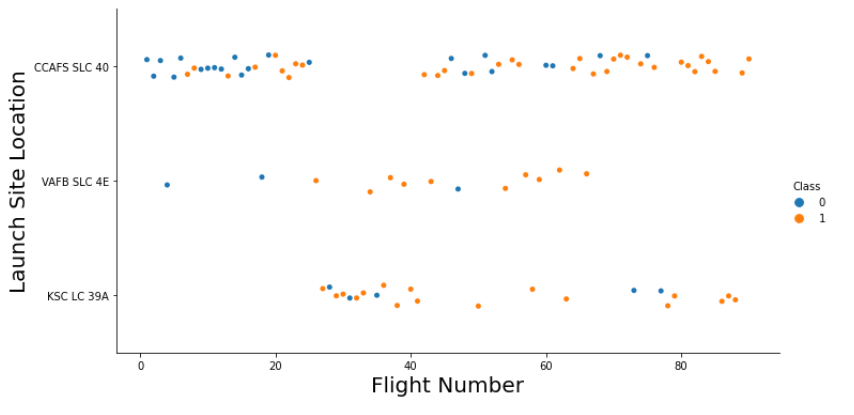 Launch Site Location
CCAFS SLC 40
VAFB SLC 4E
KSC LC 39A
0 20 40 60 80
Flight Number
Class
0
1